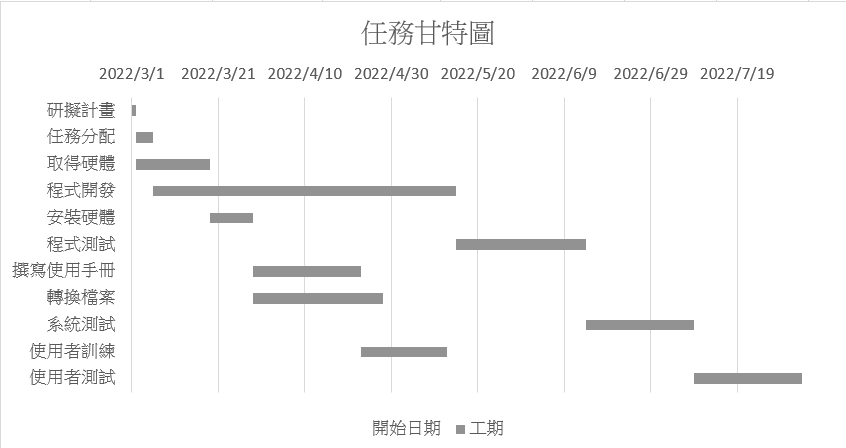 任務甘特圖
2022/3/1 2022/3/21 2022/4/10 2022/4/30 2022/5/20 2022/6/9 2022/6/29 2022/7/19
研擬計畫
任務分配
取得硬體
程式開發
安裝硬體
程式測試
撰寫使用手冊
轉換檔案
系統測試
使用者訓練
使用者測試
開始日期 工期